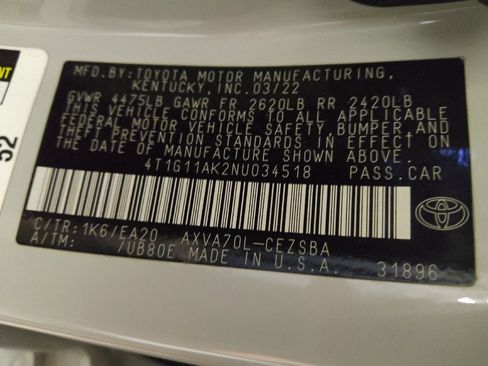 MFD.BY:TOYOTA MOTOR MANUFACTURING,
KENTUCKY,INC.03/22
GVWR 4475LB GAWR FR 2620LB RR 2420LB
THIS VEHICLE CONFORMS TO ALL APPLICABLE
FEDERAL MOTOR VEHICLE SAFETY, BUMPER, AND
THEFT PREVENTION STANDARDS IN EFFECT ON
THE DATE OF MANUFACTURE SHOWN ABOVE.
4T1G11AK2NU034518 PASS.CAR
C/TR:1K6/EA20 AXVA70L-CEZSBA
A/TM: 7UB80E MADE IN U.S.A. 31896
52